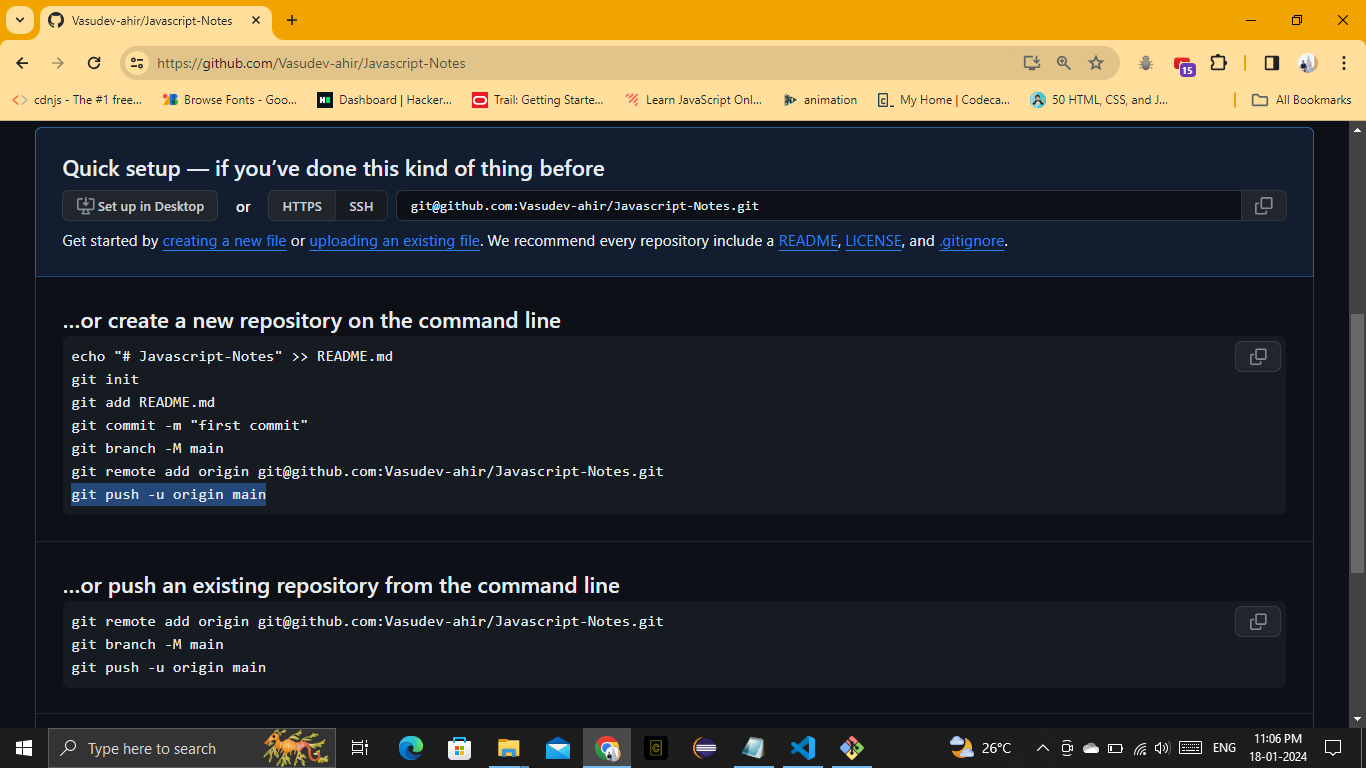 Vasudev-ahir/Javascript-Notes
https://github.com/Vasudev-ahir/Javascript-Notes
15
cdnjs - The #1 free...
Browse Fonts - Goo...
Dashboard | Hacker...
Trail: Getting Starte...
Learn JavaScript Onl...
animation
My Home | Codeca...
50 HTML, CSS, and J...
All Bookmarks
Quick setup — if you’ve done this kind of thing before
Set up in Desktop or HTTPS SSH git@github.com:Vasudev-ahir/Javascript-Notes.git
Get started by creating a new file or uploading an existing file. We recommend every repository include a README, LICENSE, and .gitignore.
…or create a new repository on the command line
echo "# Javascript-Notes" >> README.md
git init
git add README.md
git commit -m "first commit"
git branch -M main
git remote add origin git@github.com:Vasudev-ahir/Javascript-Notes.git
git push -u origin main
…or push an existing repository from the command line
git remote add origin git@github.com:Vasudev-ahir/Javascript-Notes.git
git branch -M main
git push -u origin main
Type here to search
26°C
ENG
11:06 PM
18-01-2024